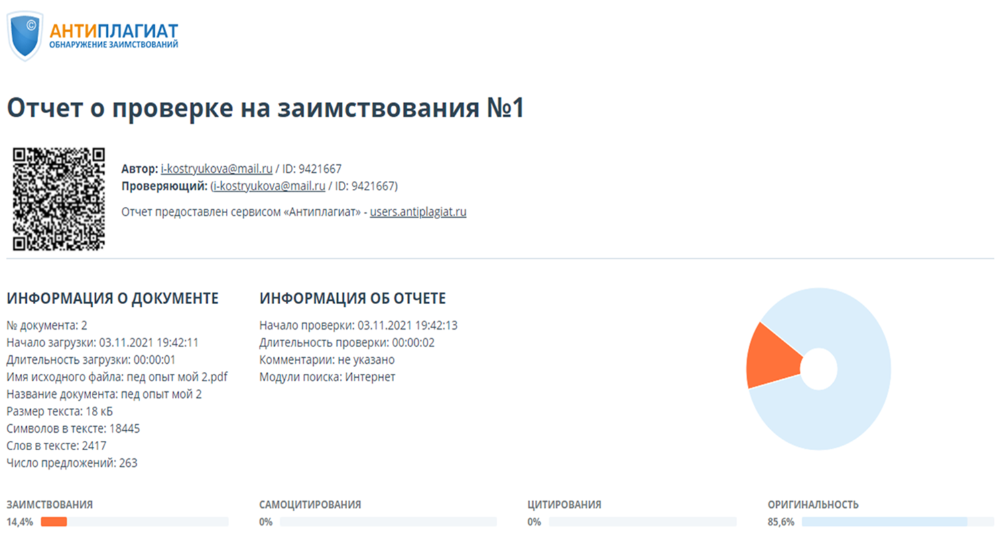 ©
АНТИПЛАГИАТ
ОБНАРУЖЕНИЕ ЗАИМСТВОВАНИЙ
Отчет о проверке на заимствования №1
Автор: i-kostryukova@mail.ru / ID: 9421667
Проверяющий: (i-kostryukova@mail.ru / ID: 9421667)
Отчет предоставлен сервисом «Антиплагиат» - users.antiplagiat.ru
ИНФОРМАЦИЯ О ДОКУМЕНТЕ
№ документа: 2
Начало загрузки: 03.11.2021 19:42:11
Длительность загрузки: 00:00:01
Имя исходного файла: пед опыт мой 2.pdf
Название документа: пед опыт мой 2
Размер текста: 18 кБ
Символов в тексте: 18445
Слов в тексте: 2417
Число предложений: 263
ИНФОРМАЦИЯ ОБ ОТЧЕТЕ
Начало проверки: 03.11.2021 19:42:13
Длительность проверки: 00:00:02
Комментарии: не указано
Модули поиска: Интернет
ЗАИМСТВОВАНИЯ
14,4%
САМОЦИТИРОВАНИЯ
0%
ЦИТИРОВАНИЯ
0%
ОРИГИНАЛЬНОСТЬ
85,6%